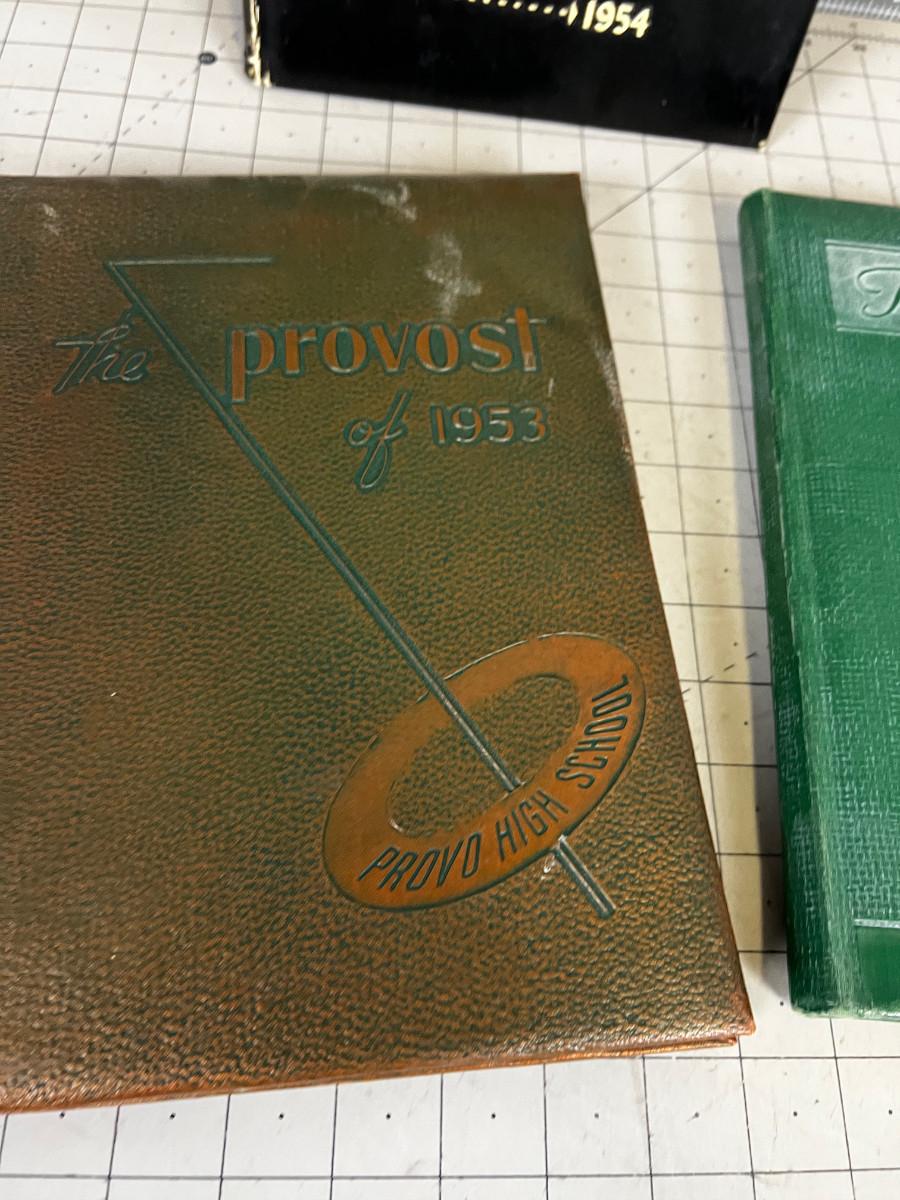 1954
The provost
of 1953
PROVO HIGH SCHOOL